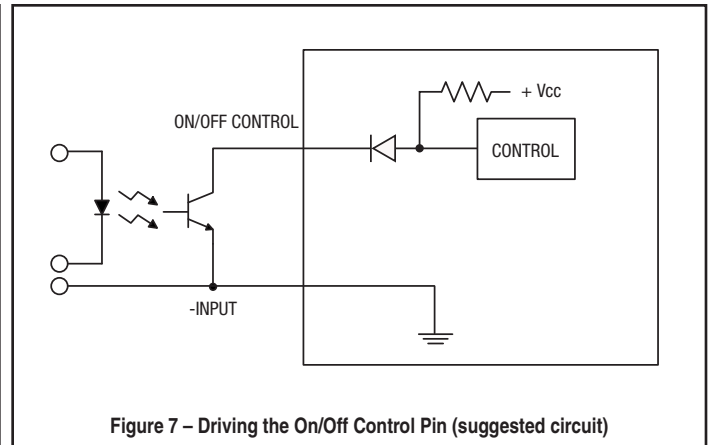 + Vcc
ON/OFF CONTROL
CONTROL
-INPUT
Figure 7 – Driving the On/Off Control Pin (suggested circuit)